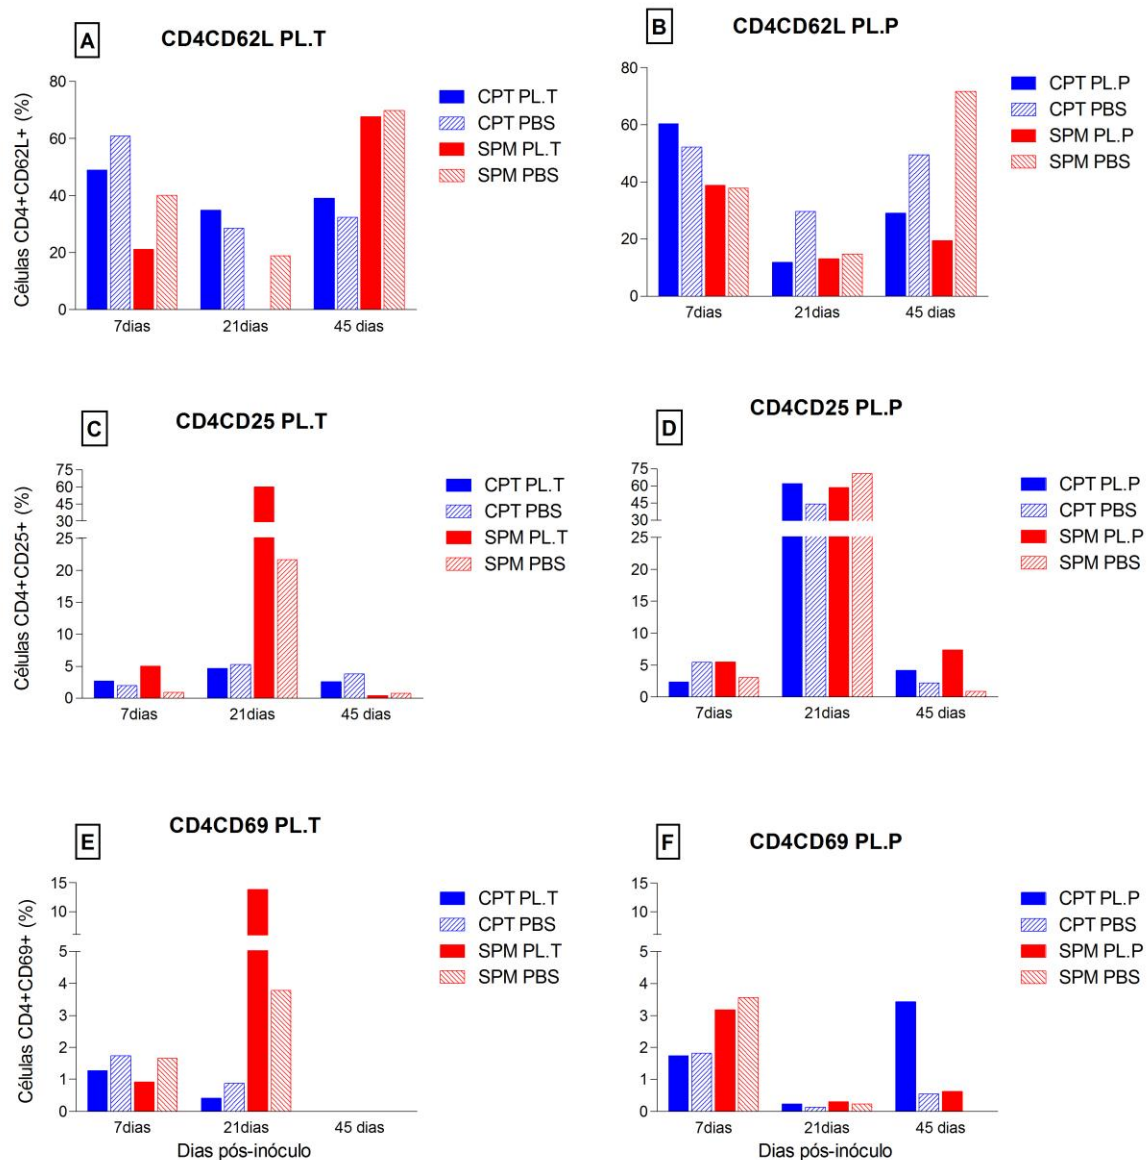 A
CD4CD62L PL.T
Células CD4+CD62L+ (%)
80
60
40
20
0
7dias
21dias
45 dias
CPT PL.T
CPT PBS
SPM PL.T
SPM PBS
B
CD4CD62L PL.P
80
60
40
20
0
7dias
21dias
45 dias
CPT PL.P
CPT PBS
SPM PL.P
SPM PBS
C
CD4CD25 PL.T
Células CD4+CD25+ (%)
75
60
45
30
25
20
15
10
5
0
7dias
21dias
45 dias
CPT PL.T
CPT PBS
SPM PL.T
SPM PBS
D
CD4CD25 PL.P
75
60
45
30
25
20
15
10
5
0
7dias
21dias
45 dias
CPT PL.P
CPT PBS
SPM PL.P
SPM PBS
E
CD4CD69 PL.T
Células CD4+CD69+ (%)
15
10
5
4
3
2
1
0
7dias
21dias
45 dias
Dias pós-inóculo
CPT PL.T
CPT PBS
SPM PL.T
SPM PBS
F
CD4CD69 PL.P
15
10
5
4
3
2
1
0
7dias
21dias
45 dias
Dias pós-inóculo
CPT PL.P
CPT PBS
SPM PL.P
SPM PBS